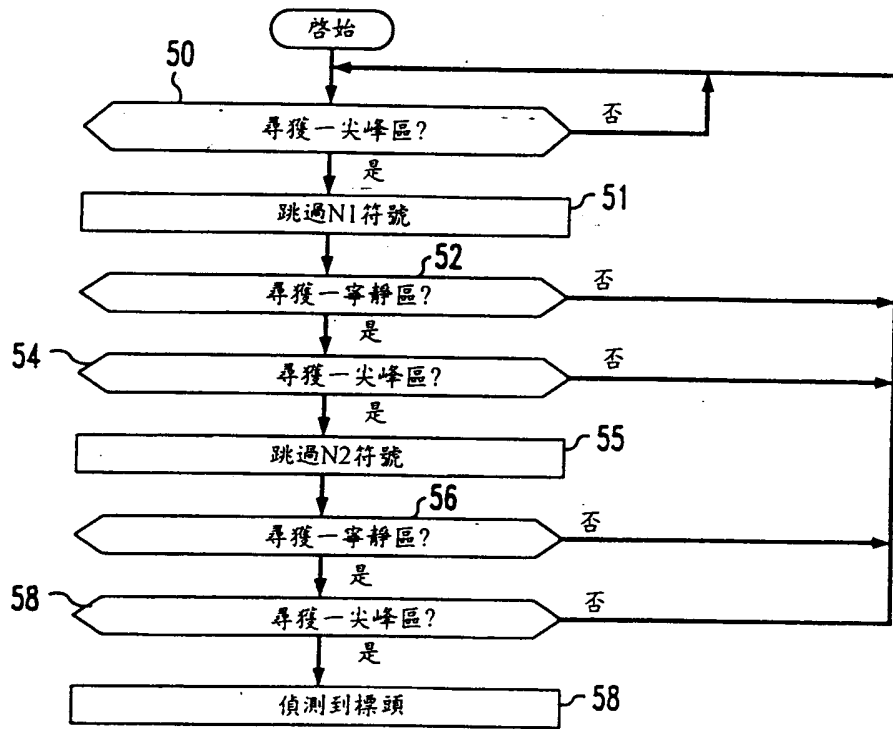 啓始
50
尋獲一尖峰區?
否
是
跳過N1符號
51
52
尋獲一寧靜區?
否
是
54
尋獲一尖峰區?
否
是
跳過N2符號
55
56
尋獲一寧靜區?
否
是
58
尋獲一尖峰區?
否
是
偵測到標頭
58